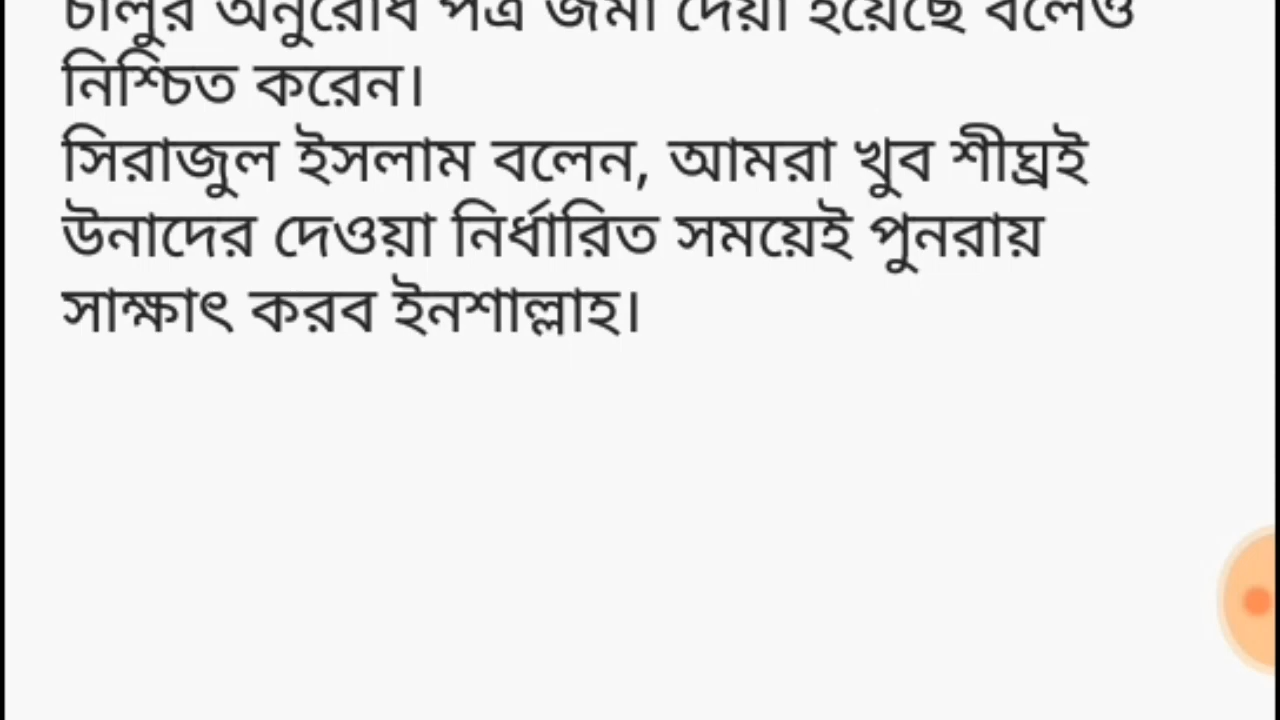 চালুর অনুরোধ পত্র জমা দেয়া হয়েছে বলেও
নিশ্চিত করেন।
সিরাজুল ইসলাম বলেন, আমরা খুব শীঘ্রই
উনাদের দেওয়া নির্ধারিত সময়েই পুনরায়
সাক্ষাৎ করব ইনশাল্লাহ।